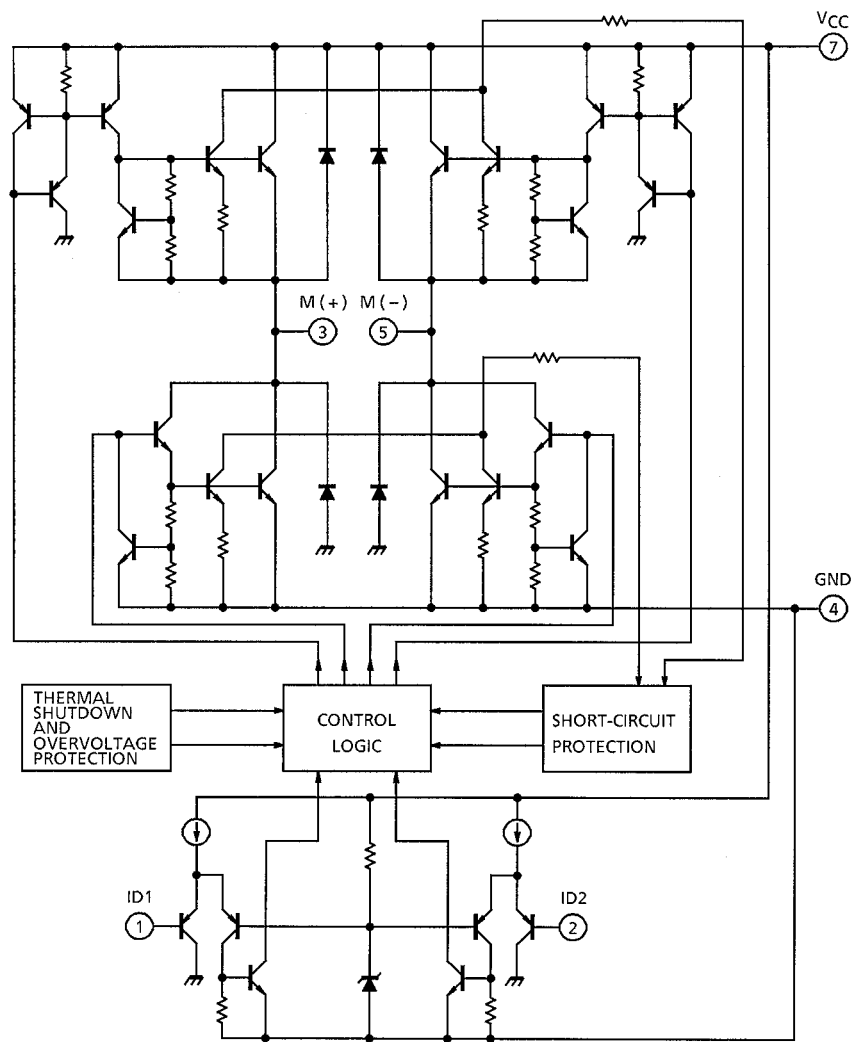 VCC
7
M(+) M(−)
3 5
GND
4
THERMAL
SHUTDOWN
AND
OVERVOLTAGE
PROTECTION
CONTROL
LOGIC
SHORT-CIRCUIT
PROTECTION
ID1 ID2
1 2